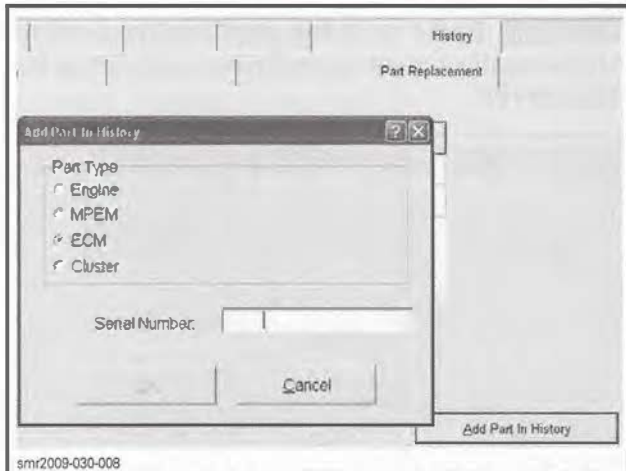 History
Part Replacement
Add Part In History
Part Type
Engine
MPEM
ECM
Cluster
Serial Number:
Cancel
Add Part In History
smr2009-030-008